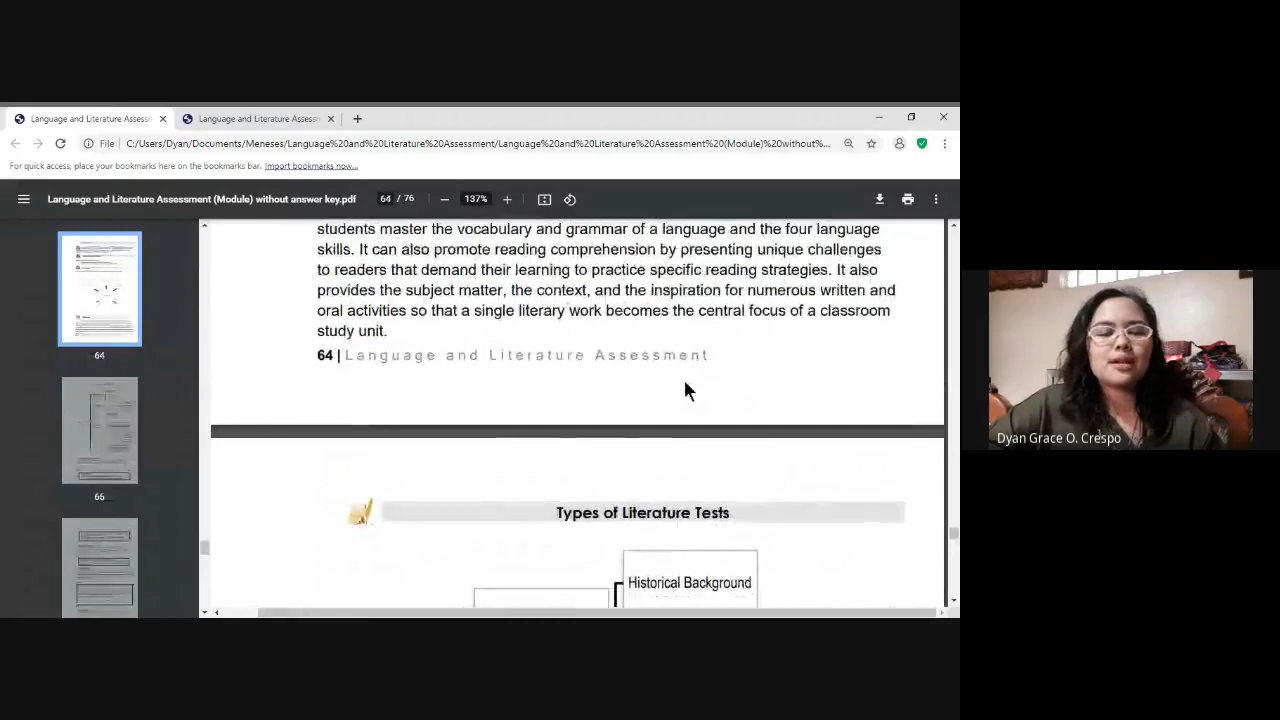 Language and Literature Assessm
Language and Literature Assessm
File
C:/Users/Dyan/Documents/Meneses/Language%20and%20Literature%20Assessment/Language%20and%20Literature%20Assessment%20(Module)%20without%...
For quick access, place your bookmarks here on the bookmarks bar. Import bookmarks now...
Language and Literature Assessment (Module) without answer key.pdf
64 / 76
137%
students master the vocabulary and grammar of a language and the four language
skills. It can also promote reading comprehension by presenting unique challenges
to readers that demand their learning to practice specific reading strategies. It also
provides the subject matter, the context, and the inspiration for numerous written and
oral activities so that a single literary work becomes the central focus of a classroom
study unit.
64 | Language and Literature Assessment
Types of Literature Tests
Historical Background
64
66
Dyan Grace O. Crespo